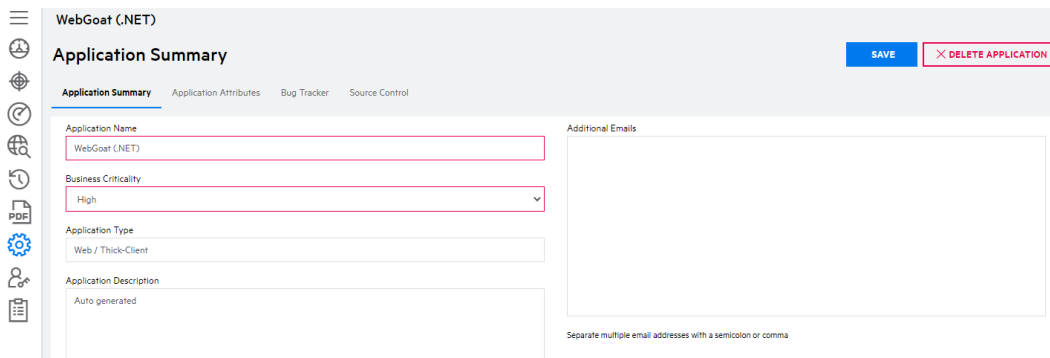 WebGoat (.NET)
Application Summary
SAVE
DELETE APPLICATION
Application Summary
Application Attributes
Bug Tracker
Source Control
Application Name
WebGoat (.NET)
Business Criticality
High
Application Type
Web / Thick-Client
Application Description
Auto generated
Additional Emails
Separate multiple email addresses with a semicolon or comma
PDF